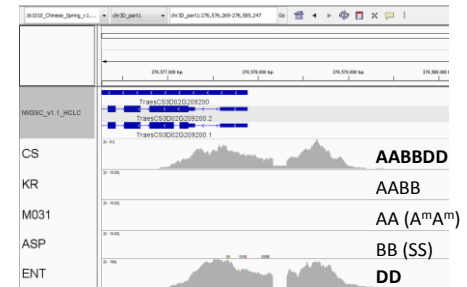 161010_Chinese_Spring_v1.... chr3D_part1 chr3D_part1:276,576,269-276,585,247 Go
276,577,000 bp 276,578,000 bp 276,579,000 bp 276,580,000
IWGSC_v1.1_HCLC
TraesCS3D02G209200
TraesCS3D02G209200.2
TraesCS3D02G209200.1
CS AABBDD
KR AABB
M031 AA (AᵐAᵐ)
ASP BB (SS)
ENT DD